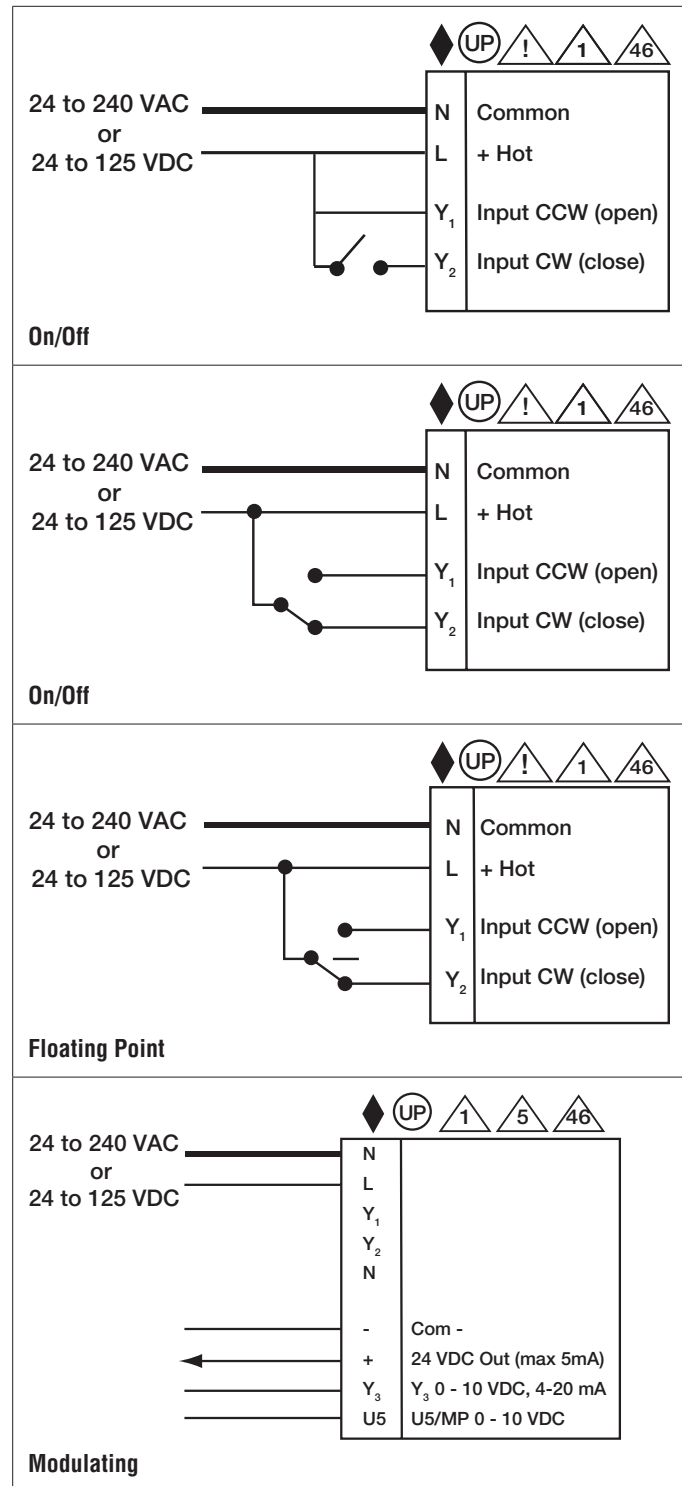 UP ! 1 46
24 to 240 VAC
or
24 to 125 VDC
N Common
L + Hot
Y1 Input CCW (open)
Y2 Input CW (close)
On/Off
UP ! 1 46
24 to 240 VAC
or
24 to 125 VDC
N Common
L + Hot
Y1 Input CCW (open)
Y2 Input CW (close)
On/Off
UP ! 1 46
24 to 240 VAC
or
24 to 125 VDC
N Common
L + Hot
Y1 Input CCW (open)
Y2 Input CW (close)
Floating Point
UP 1 5 46
24 to 240 VAC
or
24 to 125 VDC
N
L
Y1
Y2
N
- Com -
+ 24 VDC Out (max 5mA)
Y3 Y3 0 - 10 VDC, 4-20 mA
U5 U5/MP 0 - 10 VDC
Modulating